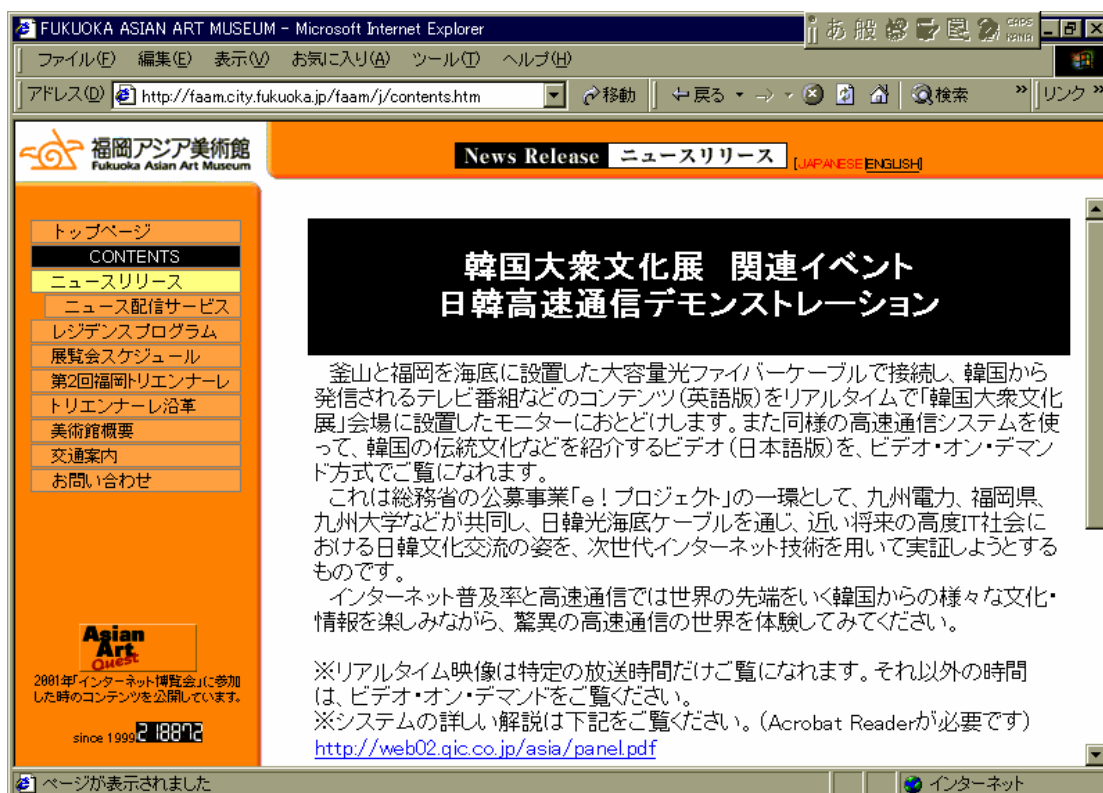 FUKUOKA ASIAN ART MUSEUM - Microsoft Internet Explorer
あ 般
CAPS
KANA
ファイル(F) 編集(E) 表示(V) お気に入り(A) ツール(T) ヘルプ(H)
アドレス(D) http://faam.city.fukuoka.jp/faam/j/contents.htm 移動 戻る 検索 » リンク »
福岡アジア美術館
Fukuoka Asian Art Museum
News Release ニュースリリース [JAPANESE|ENGLISH]
トップページ
CONTENTS
ニュースリリース
ニュース配信サービス
レジデンスプログラム
展覧会スケジュール
第2回福岡トリエンナーレ
トリエンナーレ沿革
美術館概要
交通案内
お問い合わせ
Asian
Art
Quest
2001年「インターネット博覧会」に参加
した時のコンテンツを公開しています。
since 1999 218872
韓国大衆文化展 関連イベント
日韓高速通信デモンストレーション
釜山と福岡を海底に設置した大容量光ファイバーケーブルで接続し、韓国から
発信されるテレビ番組などのコンテンツ(英語版)をリアルタイムで「韓国大衆文化
展」会場に設置したモニターにおとどけします。また同様の高速通信システムを使
って、韓国の伝統文化などを紹介するビデオ(日本語版)を、ビデオ・オン・デマン
ド方式でご覧になれます。
これは総務省の公募事業「e!プロジェクト」の一環として、九州電力、福岡県、
九州大学などが共同し、日韓光海底ケーブルを通じ、近い将来の高度IT社会に
おける日韓文化交流の姿を、次世代インターネット技術を用いて実証しようとする
ものです。
インターネット普及率と高速通信では世界の先端をいく韓国からの様々な文化・
情報を楽しみながら、驚異の高速通信の世界を体験してみてください。
※リアルタイム映像は特定の放送時間だけご覧になれます。それ以外の時間
は、ビデオ・オン・デマンドをご覧ください。
※システムの詳しい解説は下記をご覧ください。(Acrobat Readerが必要です)
http://web02.qic.co.jp/asia/panel.pdf
ページが表示されました インターネット